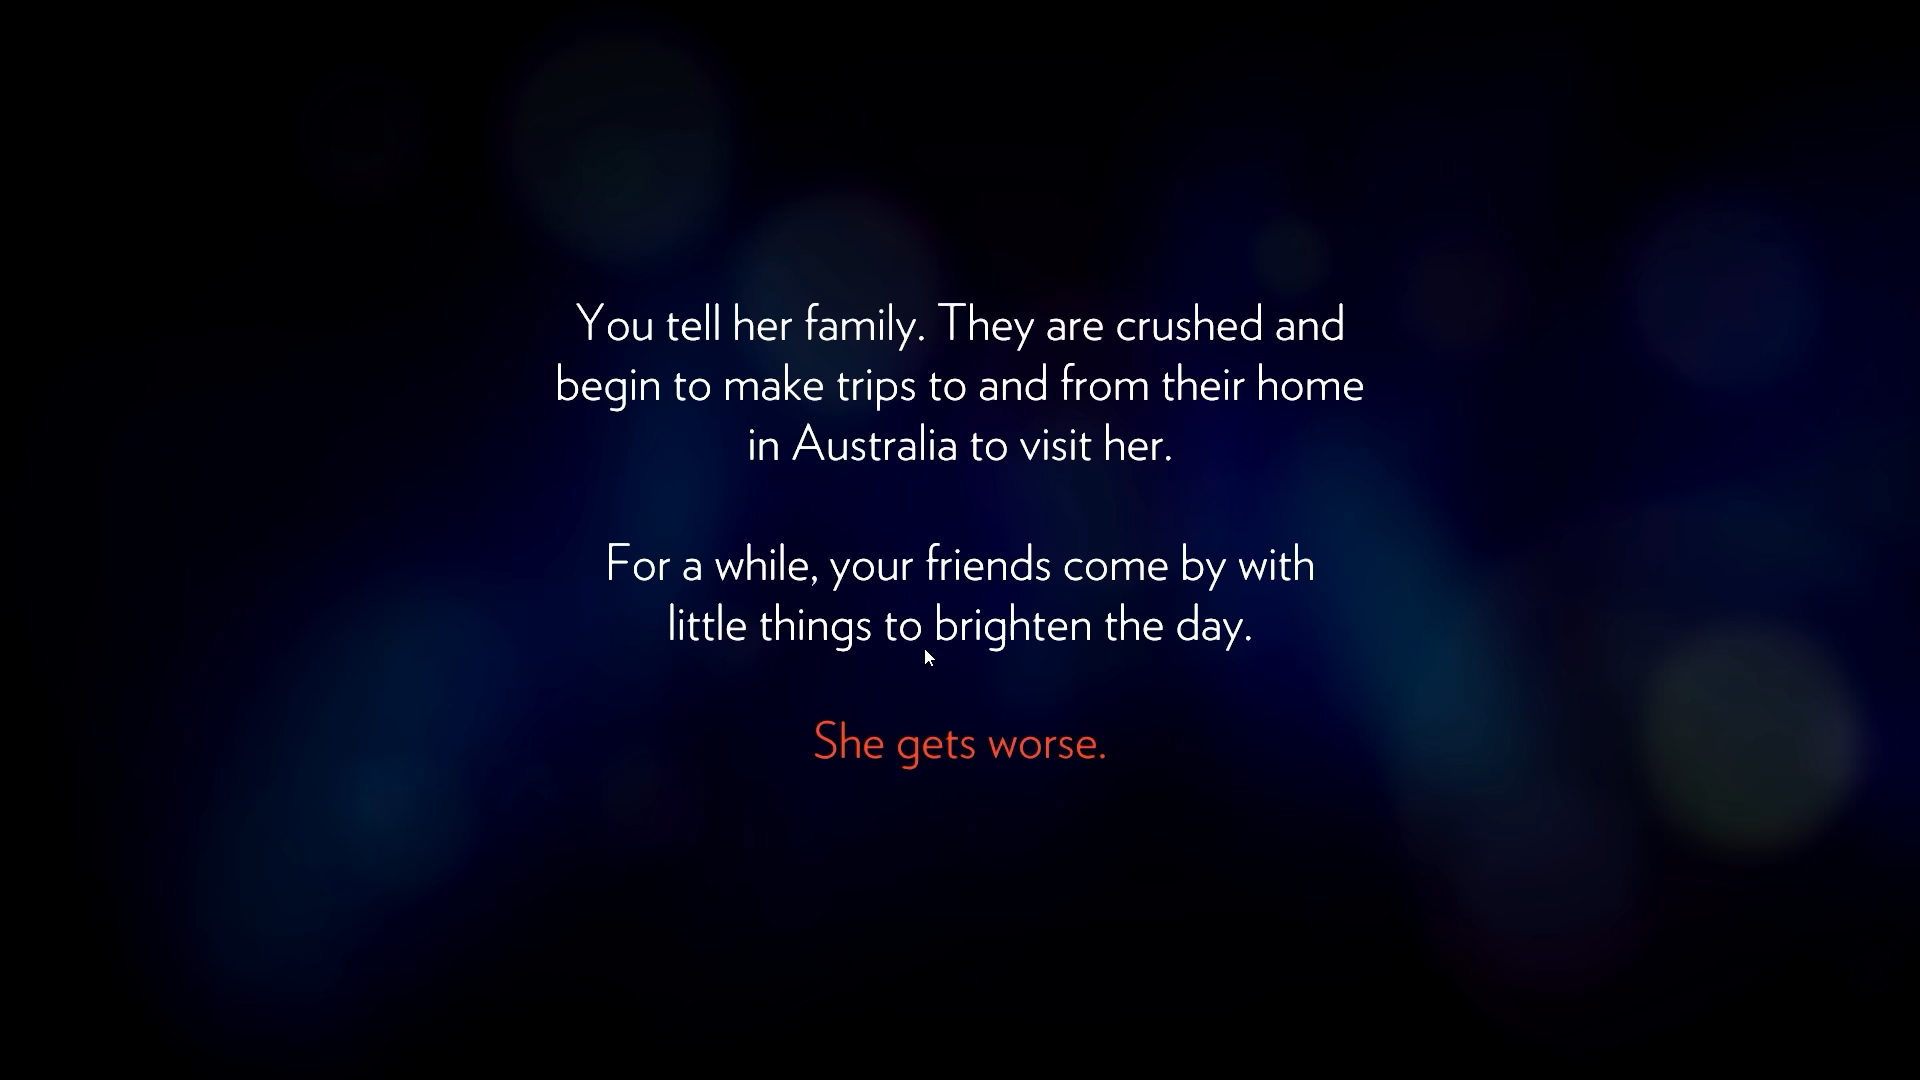 You tell her family. They are crushed and
begin to make trips to and from their home
in Australia to visit her.
For a while, your friends come by with
little things to brighten the day.
She gets worse.